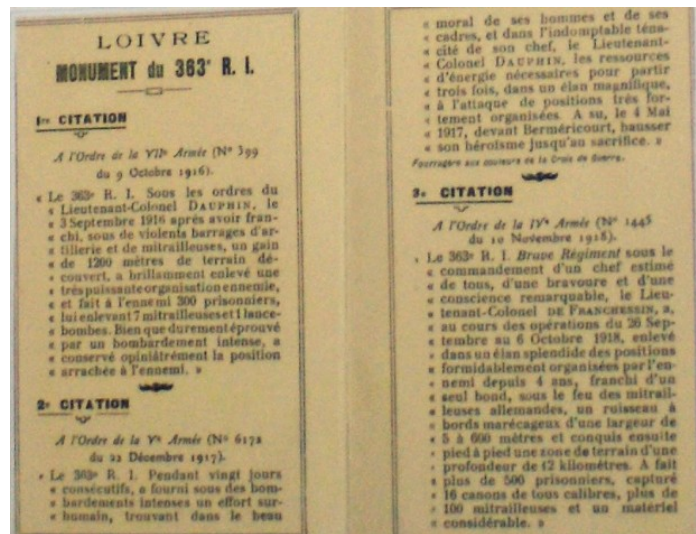 LOIVRE
MONUMENT du 363e R. I.
1re CITATION
A l'Ordre de la VIIe Armée (No 399
du 9 Octobre 1916).
« Le 363e R. I. Sous les ordres du
« Lieutenant-Colonel DAUPHIN, le
« 3 Septembre 1916 après avoir fran-
« chi, sous de violents barrages d'ar-
« tillerie et de mitrailleuses, un gain
« de 1200 mètres de terrain dé-
« couvert, a brillamment enlevé une
« très puissante organisation ennemie,
« et fait à l'ennemi 300 prisonniers,
« lui enlevant 7 mitrailleuses et 1 lance-
« bombes. Bien que durement éprouvé
« par un bombardement intense, a
« conservé opiniâtrément la position
« arrachée à l'ennemi. »
2e CITATION
A l'Ordre de la Ve Armée (No 6172
du 22 Décembre 1917).
« Le 363e R. I. Pendant vingt jours
« consécutifs, a fourni sous des bom-
« bardements intenses un effort sur-
« humain, trouvant dans le beau
« moral de ses hommes et de ses
« cadres, et dans l'indomptable téna-
« cité de son chef, le Lieutenant-
« Colonel DAUPHIN, les ressources
« d'énergie nécessaires pour partir
« trois fois, dans un élan magnifique,
« à l'attaque de positions très for-
« tement organisées. A su, le 4 Mai
« 1917, devant Berméricourt, hausser
« son héroïsme jusqu'au sacrifice. »
Fourragère aux couleurs de la Croix de Guerre.
3e CITATION
A l'Ordre de la IVe Armée (No 1445
du 10 Novembre 1918).
« Le 363e R. I. Brave Régiment sous le
« commandement d'un chef estimé
« de tous, d'une bravoure et d'une
« conscience remarquable, le Lieu-
« tenant-Colonel DE FRANCHESSIN, a,
« au cours des opérations du 26 Sep-
« tembre au 6 Octobre 1918, enlevé
« dans un élan splendide des positions
« formidablement organisées par l'en-
« nemi depuis 4 ans, franchi d'un
« seul bond, sous le feu des mitrail-
« leuses allemandes, un ruisseau à
« bords marécageux d'une largeur de
« 5 à 600 mètres et conquis ensuite
« pied à pied une zone de terrain d'une
« profondeur de 12 kilomètres. A fait
« plus de 500 prisonniers, capturé
« 16 canons de tous calibres, plus de
« 100 mitrailleuses et un matériel
« considérable. »